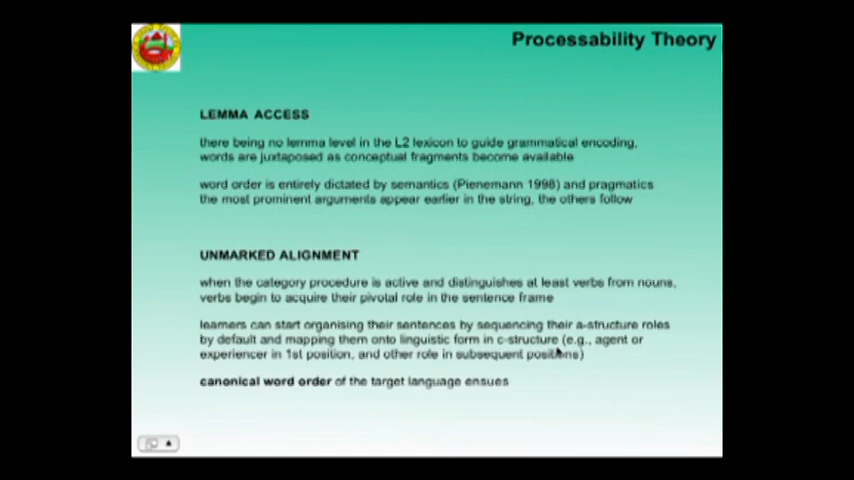 Processability Theory
LEMMA ACCESS
there being no lemma level in the L2 lexicon to guide grammatical encoding,
words are juxtaposed as conceptual fragments become available
word order is entirely dictated by semantics (Pienemann 1998) and pragmatics
the most prominent arguments appear earlier in the string, the others follow
UNMARKED ALIGNMENT
when the category procedure is active and distinguishes at least verbs from nouns,
verbs begin to acquire their pivotal role in the sentence frame
learners can start organising their sentences by sequencing their a-structure roles
by default and mapping them onto linguistic form in c-structure (e.g., agent or
experiencer in 1st position, and other role in subsequent positions)
canonical word order of the target language ensues